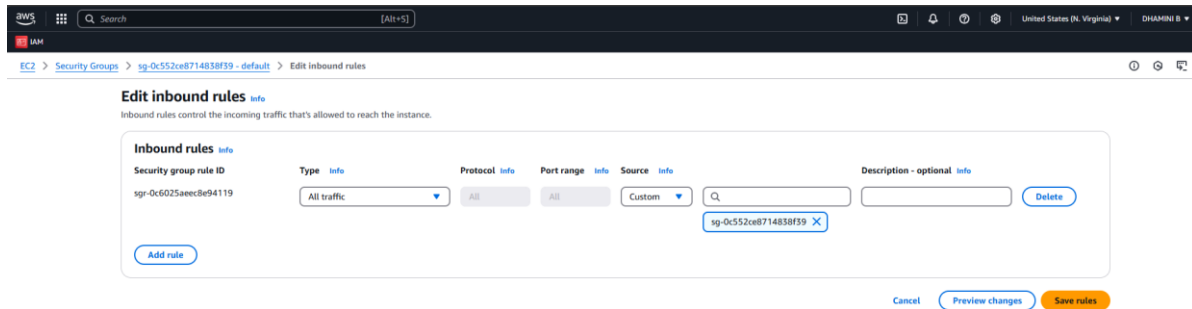 aws Search [Alt+5] United States (N. Virginia) ▼ DHAMINI B ▼
IAM
EC2 > Security Groups > sg-0c552ce8714838f39 - default > Edit inbound rules
Edit inbound rules Info
Inbound rules control the incoming traffic that's allowed to reach the instance.
Inbound rules Info
Security group rule ID Type Info Protocol Info Port range Info Source Info Description - optional Info
sgr-0c6025aeec8e94119 All traffic ▼ All All Custom ▼ Delete
sg-0c552ce8714838f39 X
Add rule
Cancel Preview changes Save rules